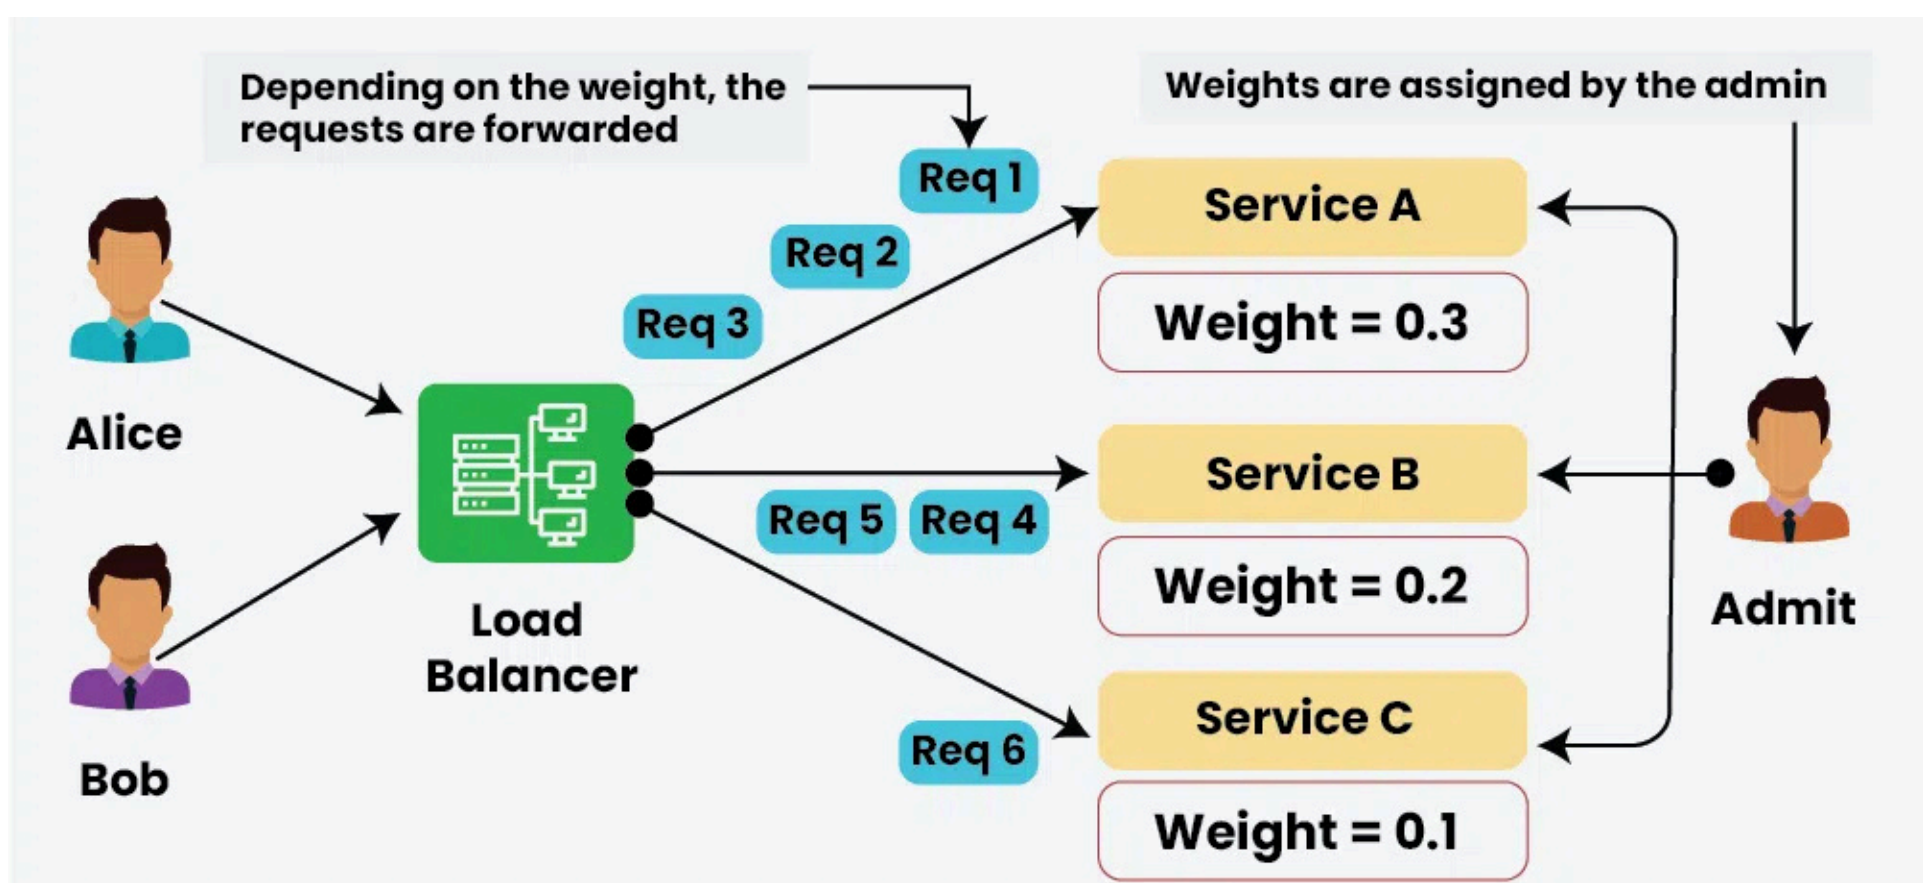 Depending on the weight, the
requests are forwarded
Weights are assigned by the admin
Req 1
Service A
Req 2
Req 3
Weight = 0.3
Alice
Service B
Req 5
Req 4
Weight = 0.2
Load
Balancer
Admit
Service C
Req 6
Bob
Weight = 0.1